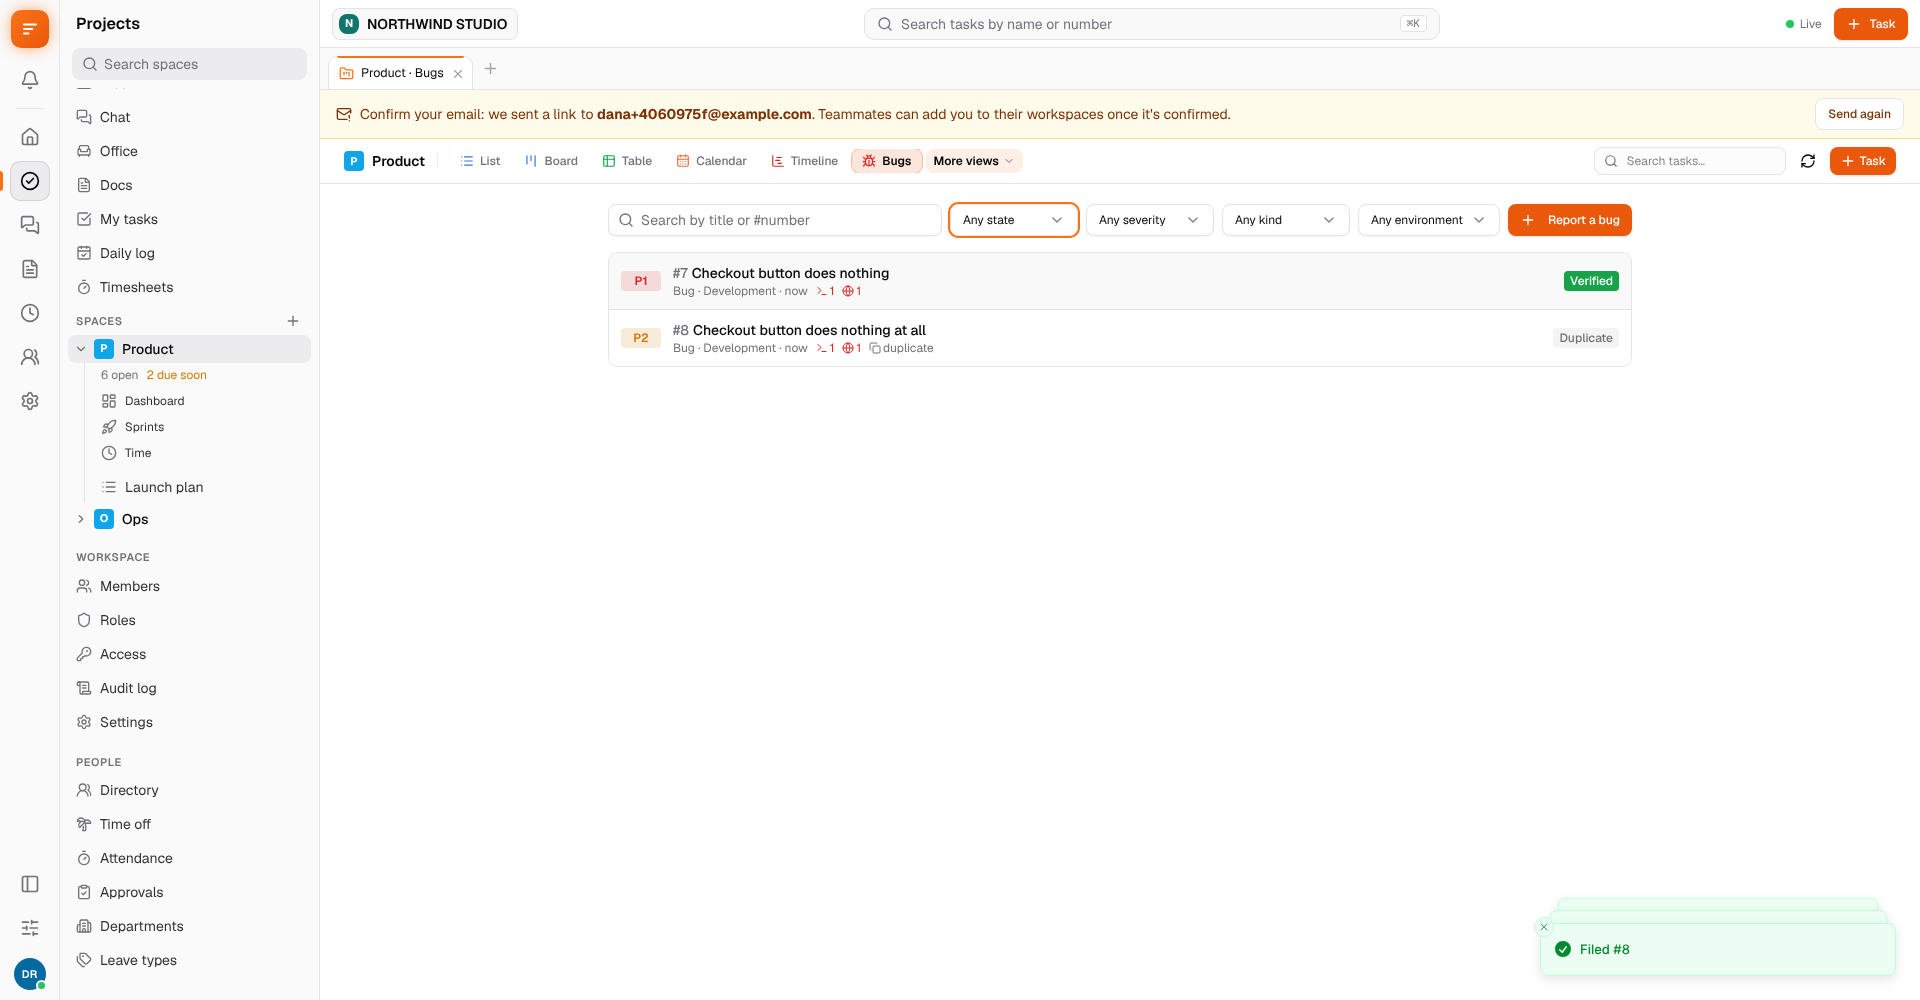 Projects
Search spaces
Chat
Office
Docs
My tasks
Daily log
Timesheets
SPACES
P Product
6 open 2 due soon
Dashboard
Sprints
Time
Launch plan
O Ops
WORKSPACE
Members
Roles
Access
Audit log
Settings
PEOPLE
Directory
Time off
Attendance
Approvals
Departments
Leave types
DR
N NORTHWIND STUDIO
Search tasks by name or number
⌘K
Live
+ Task
Product · Bugs
Confirm your email: we sent a link to dana+4060975f@example.com. Teammates can add you to their workspaces once it's confirmed.
Send again
P Product
List
Board
Table
Calendar
Timeline
Bugs
More views
Search tasks...
+ Task
Search by title or #number
Any state
Any severity
Any kind
Any environment
+ Report a bug
P1
#7 Checkout button does nothing
Bug · Development · now 1 1
Verified
P2
#8 Checkout button does nothing at all
Bug · Development · now 1 1 duplicate
Duplicate
Filed #8